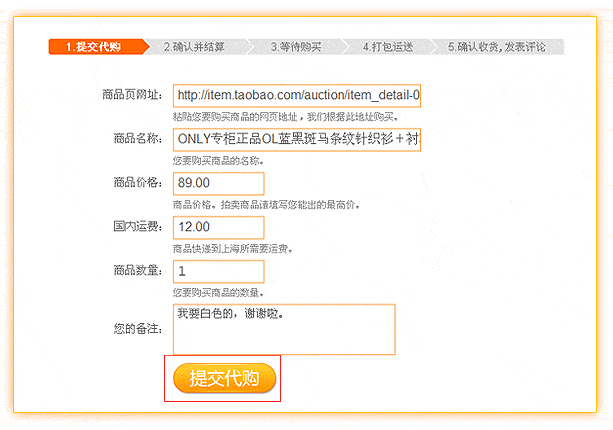 1.提交代购 2.确认并结算 3.等待购买 4.打包运送 5.确认收货,发表评论
商品页网址: http://item.taobao.com/auction/item_detail-0
粘贴您要购买商品的网页地址，我们根据此地址购买。
商品名称: ONLY专柜正品OL蓝黑斑马条纹针织衫＋衬
您要购买商品的名称。
商品价格: 89.00
商品价格。拍卖商品请填写您能出的最高价。
国内运费: 12.00
商品快递到上海所需要运费。
商品数量: 1
您要购买商品的数量。
您的备注: 我要白色的，谢谢啦。
提交代购